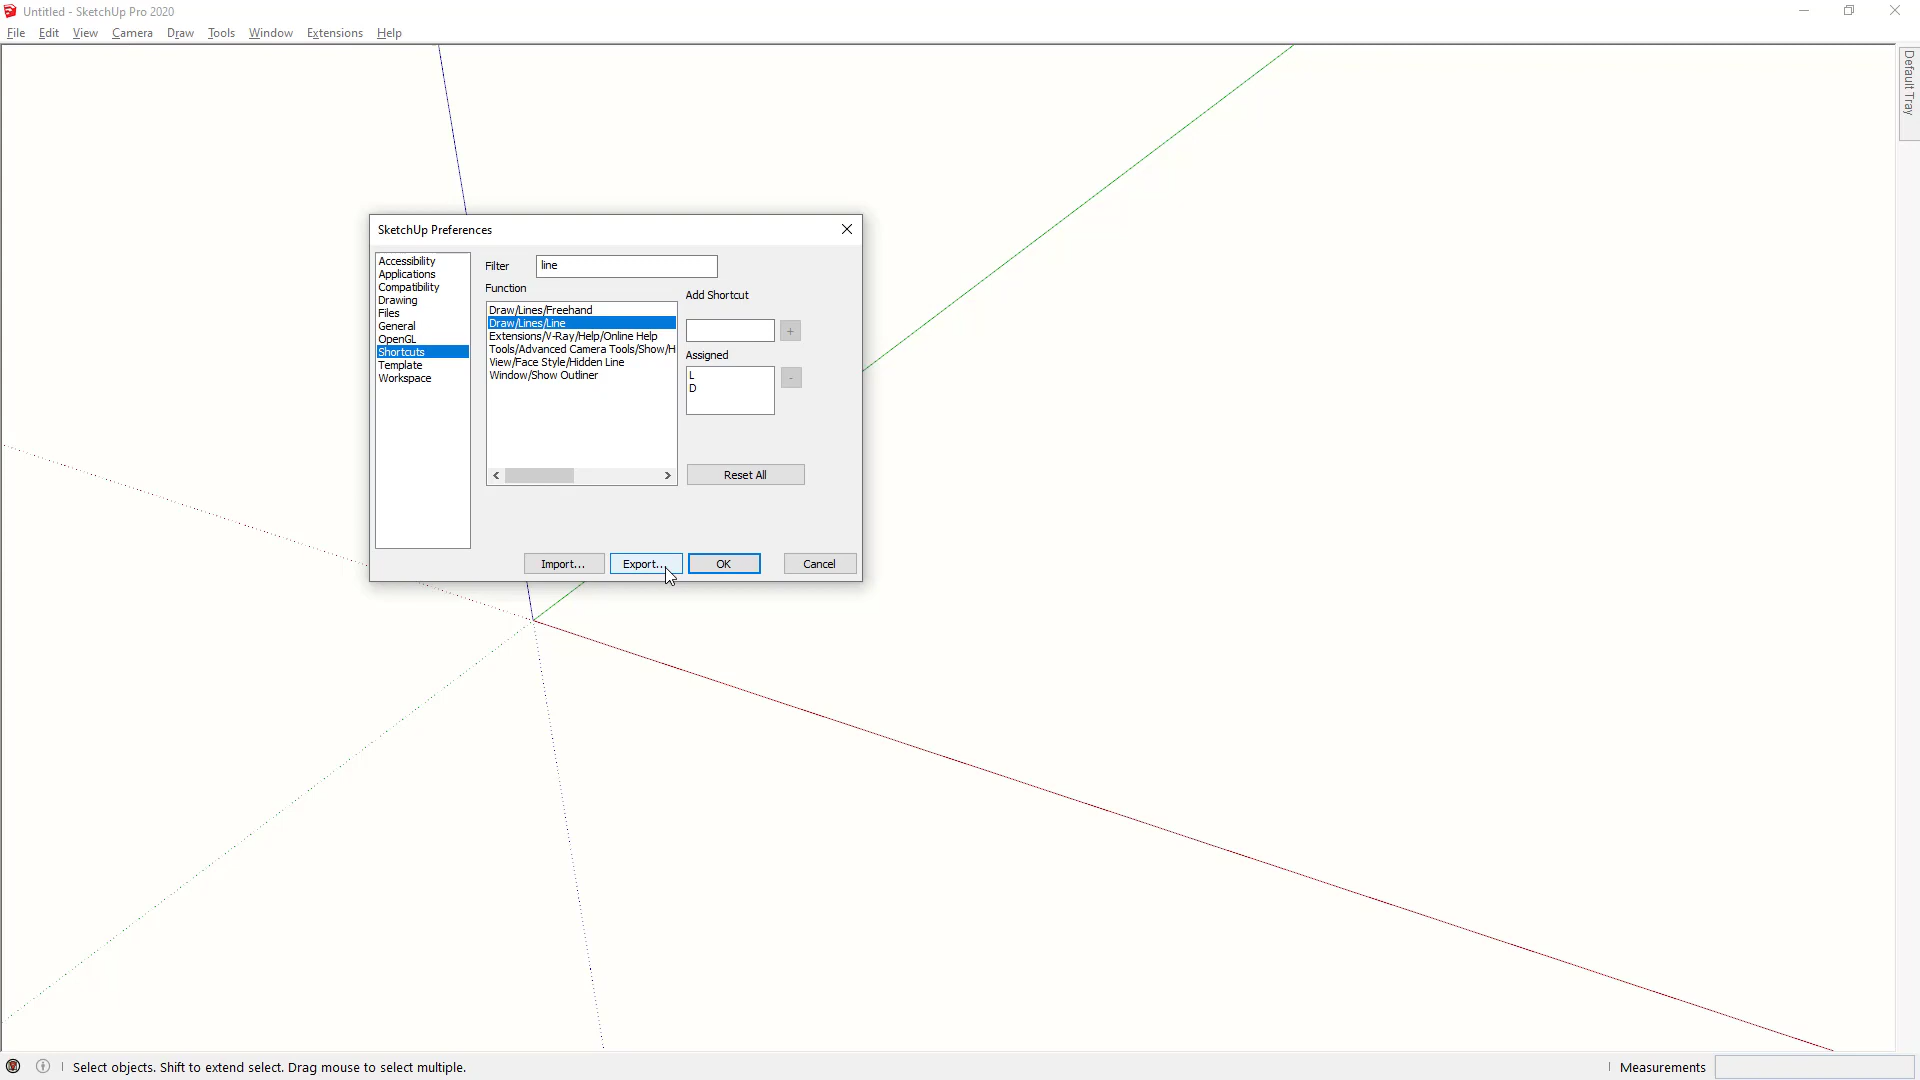 Untitled - SketchUp Pro 2020
File Edit View Camera Draw Tools Window Extensions Help
Default Tray
SketchUp Preferences
Accessibility
Applications
Compatibility
Drawing
Files
General
OpenGL
Shortcuts
Template
Workspace
Filter line
Function
Draw/Lines/Freehand
Draw/Lines/Line
Extensions/V-Ray/Help/Online Help
Tools/Advanced Camera Tools/Show/H
View/Face Style/Hidden Line
Window/Show Outliner
Add Shortcut
+
Assigned
L
D
-
Reset All
Import... Export... OK Cancel
Select objects. Shift to extend select. Drag mouse to select multiple.
Measurements